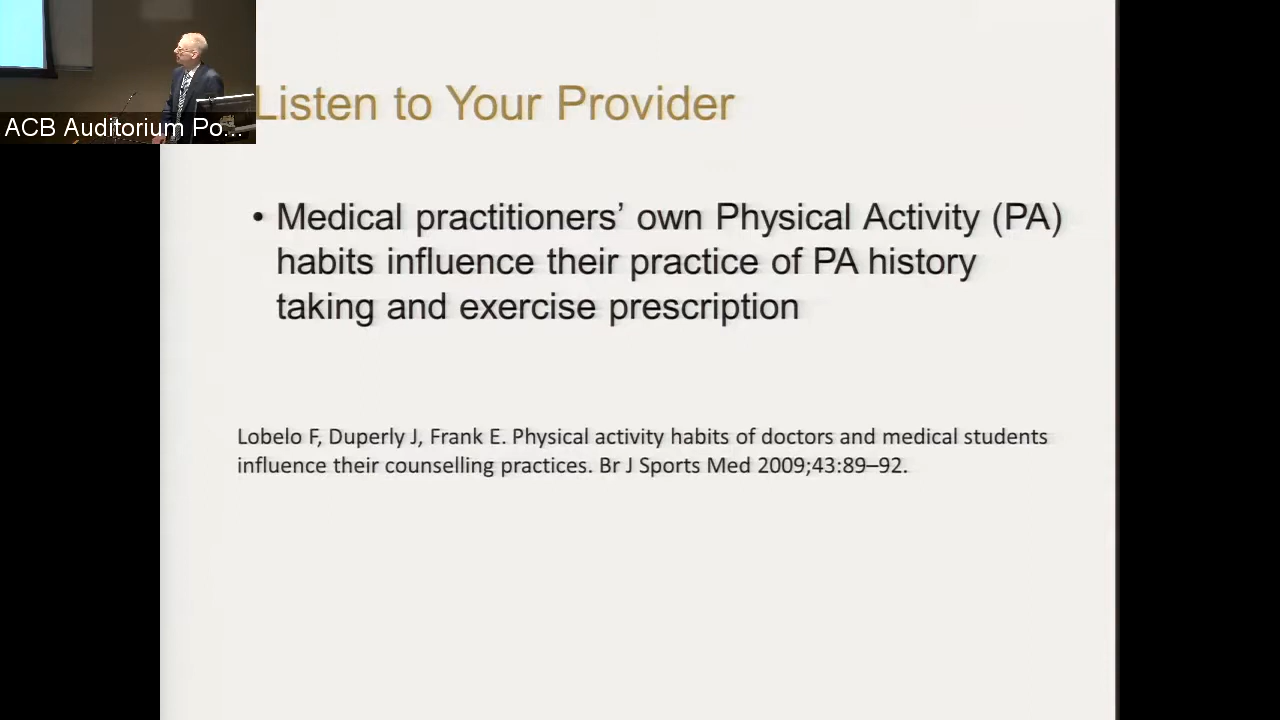 Listen to Your Provider
ACB Auditorium Po...
• Medical practitioners’ own Physical Activity (PA)
habits influence their practice of PA history
taking and exercise prescription
Lobelo F, Duperly J, Frank E. Physical activity habits of doctors and medical students
influence their counselling practices. Br J Sports Med 2009;43:89–92.